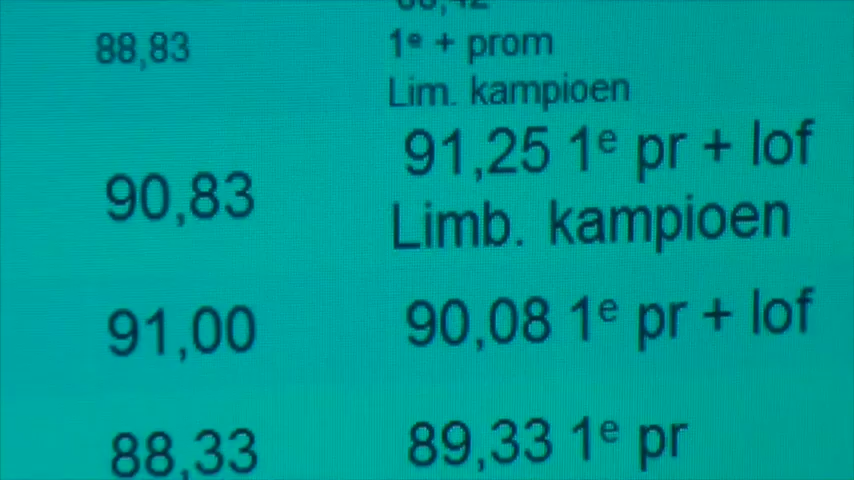 88,83
1e + prom
Lim. kampioen
90,83 91,25 1e pr + lof
Limb. kampioen
91,00 90,08 1e pr + lof
88,33 89,33 1e pr